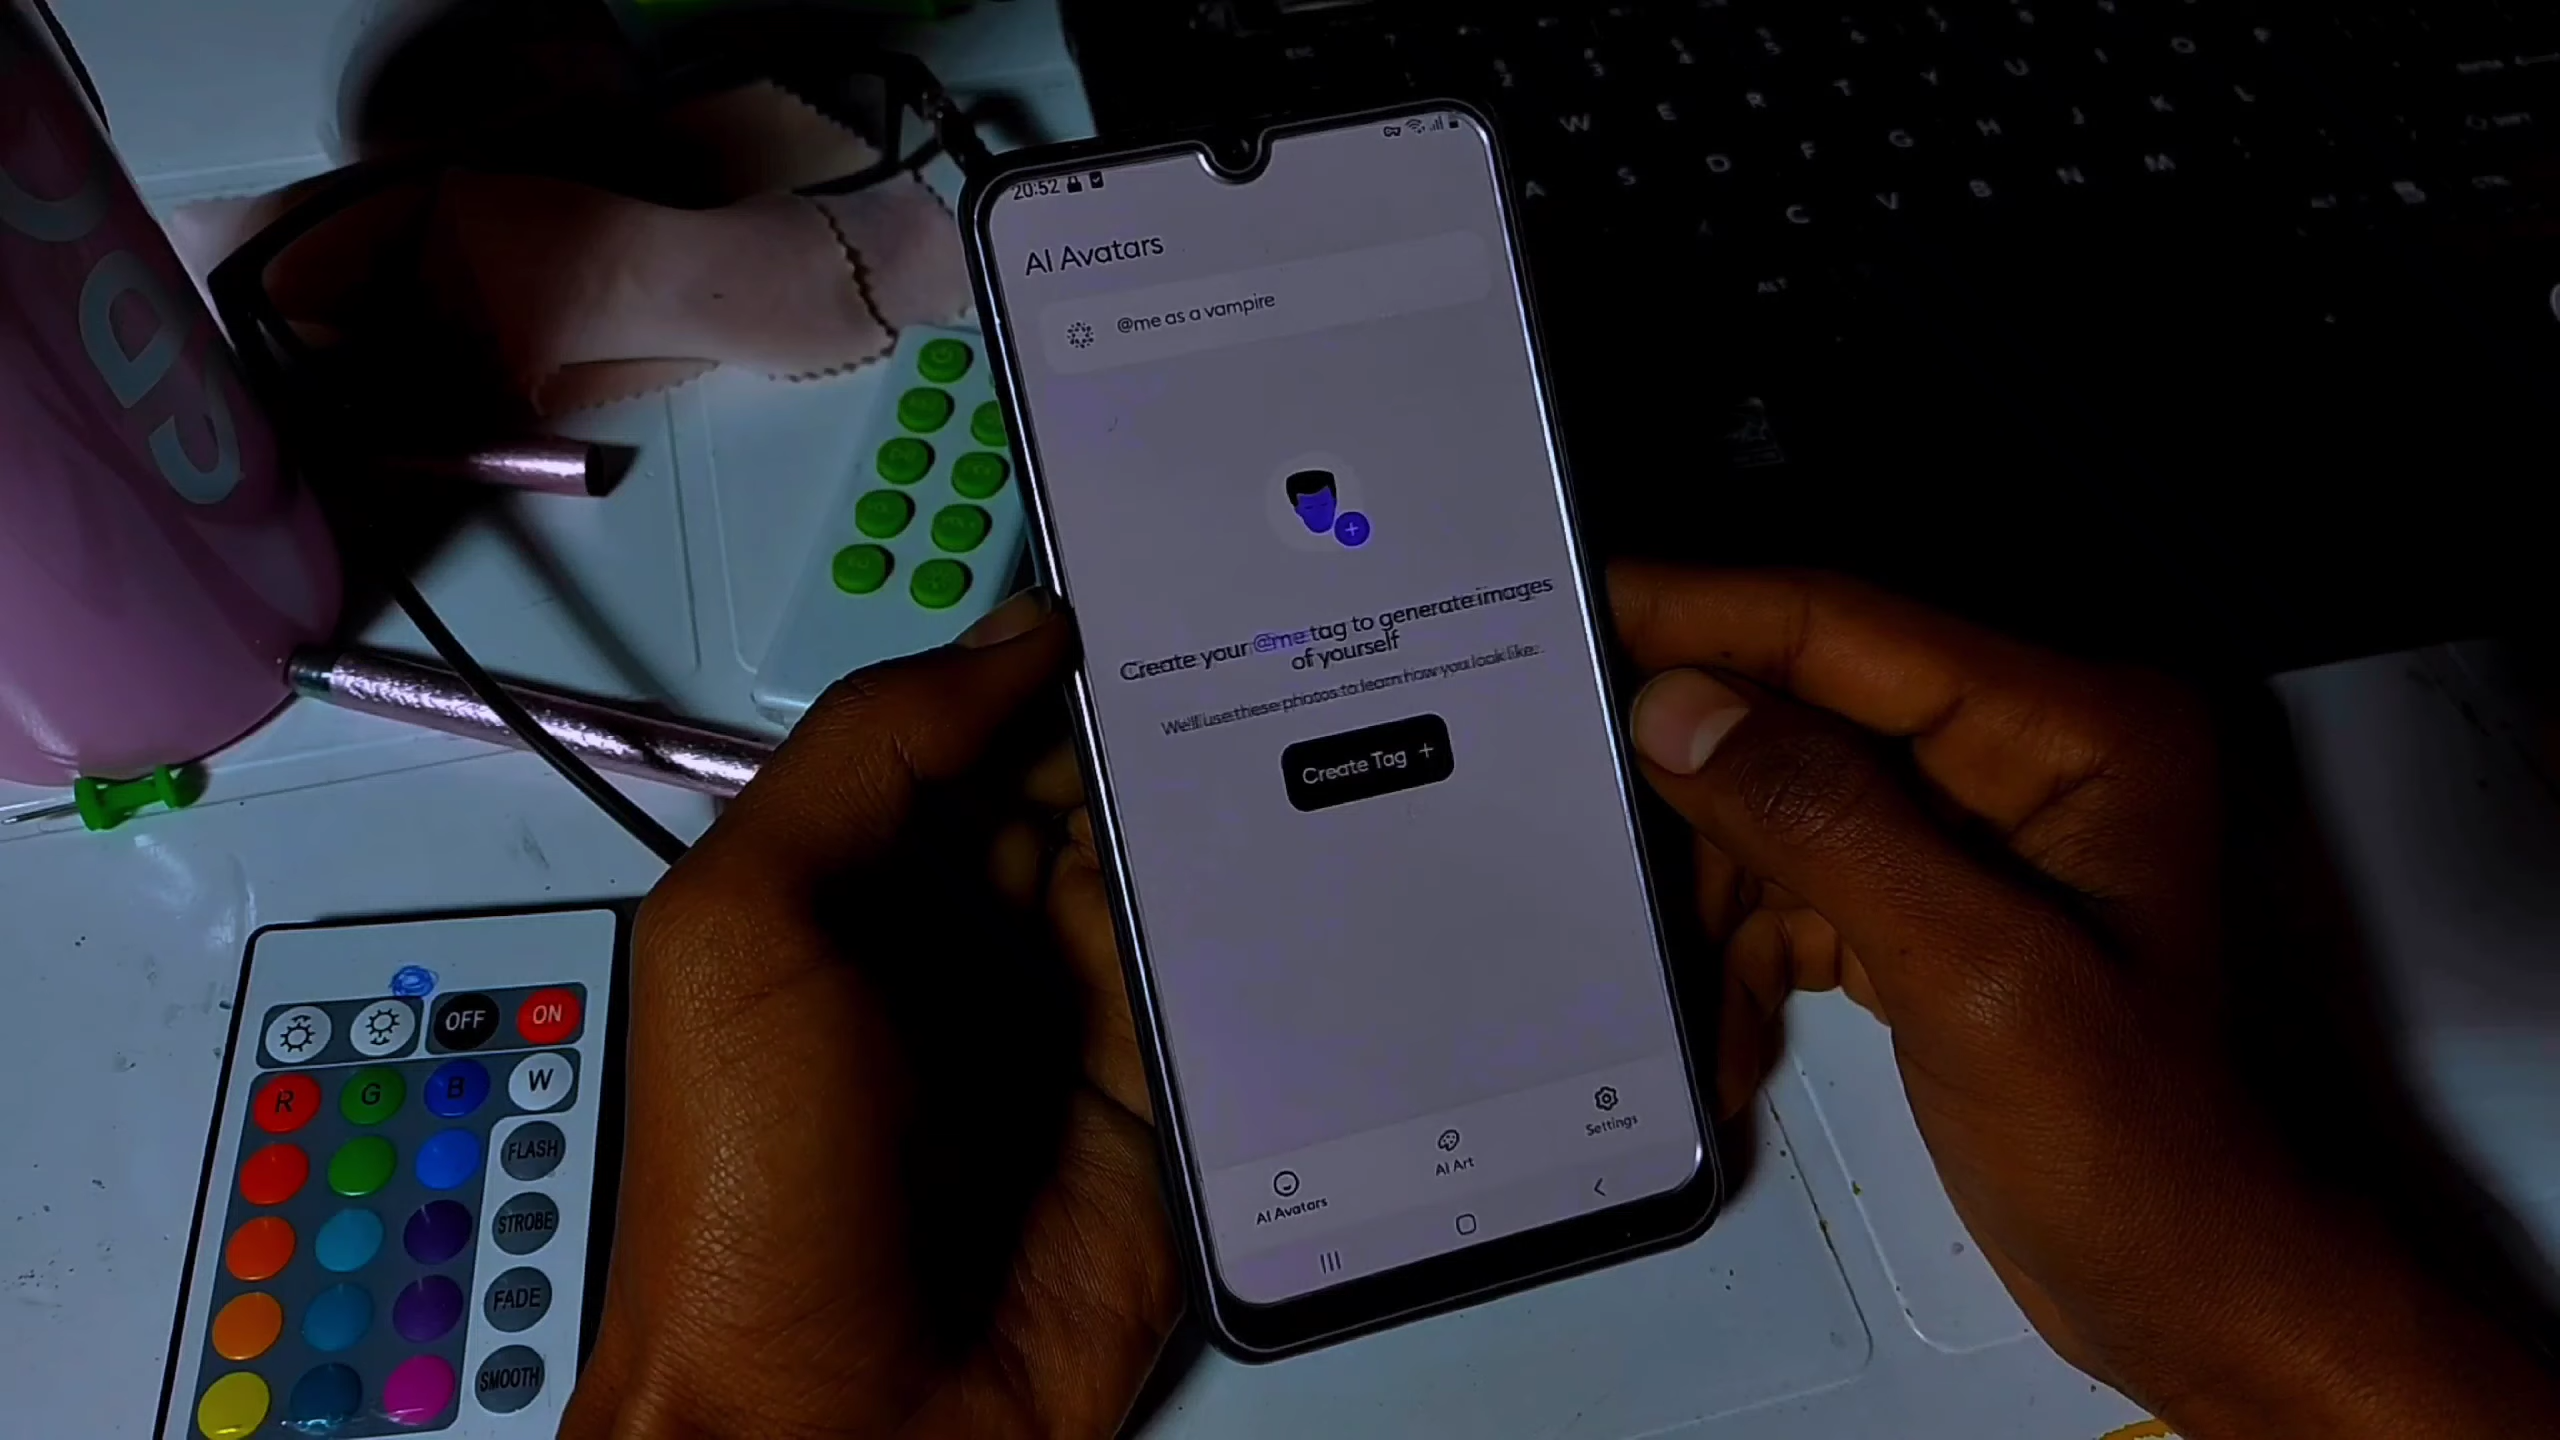 20:52
AI Avatars
@me as a vampire
Create your @me tag to generate images
of yourself
We'll use these photos to learn how you look like.
Create Tag +
AI Avatars
AI Art
Settings
OFF ON
R G B W
FLASH
STROBE
FADE
SMOOTH
ESC
W E R T Y U I O P
A S D F G H J K L
C V B N M
ALT